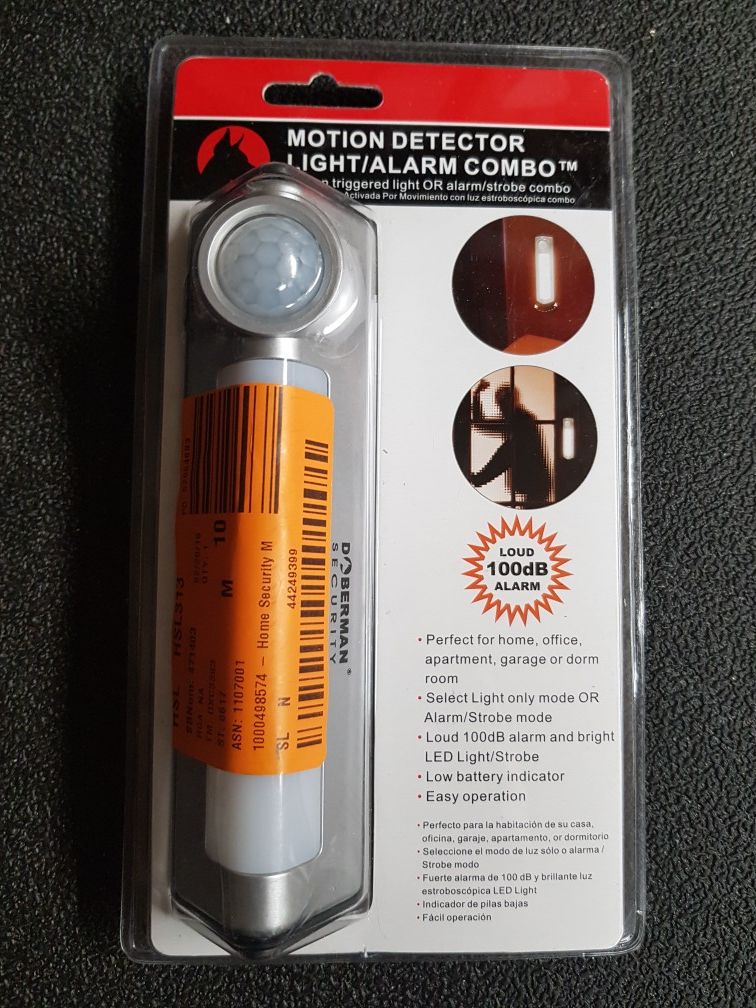 MOTION DETECTOR
LIGHT/ALARM COMBO™
triggered light OR alarm/strobe combo
Activada Por Movimiento con luz estroboscópica combo
LOUD
100dB
ALARM
• Perfect for home, office,
apartment, garage or dorm
room
• Select Light only mode OR
Alarm/Strobe mode
• Loud 100dB alarm and bright
LED Light/Strobe
• Low battery indicator
• Easy operation
• Perfecto para la habitación de su casa,
oficina, garaje, apartamento, or dormitorio
• Seleccione el modo de luz sólo o alarma /
Strobe modo
• Fuerte alarma de 100 dB y brillante luz
estroboscópica LED Light
• Indicador de pilas bajas
• Fácil operación
DOBERMAN
SECURITY®
10
M
HSL
SBNom: 471403
ASN: 1107001
1000498574 – Home Security M
SL N
44249399